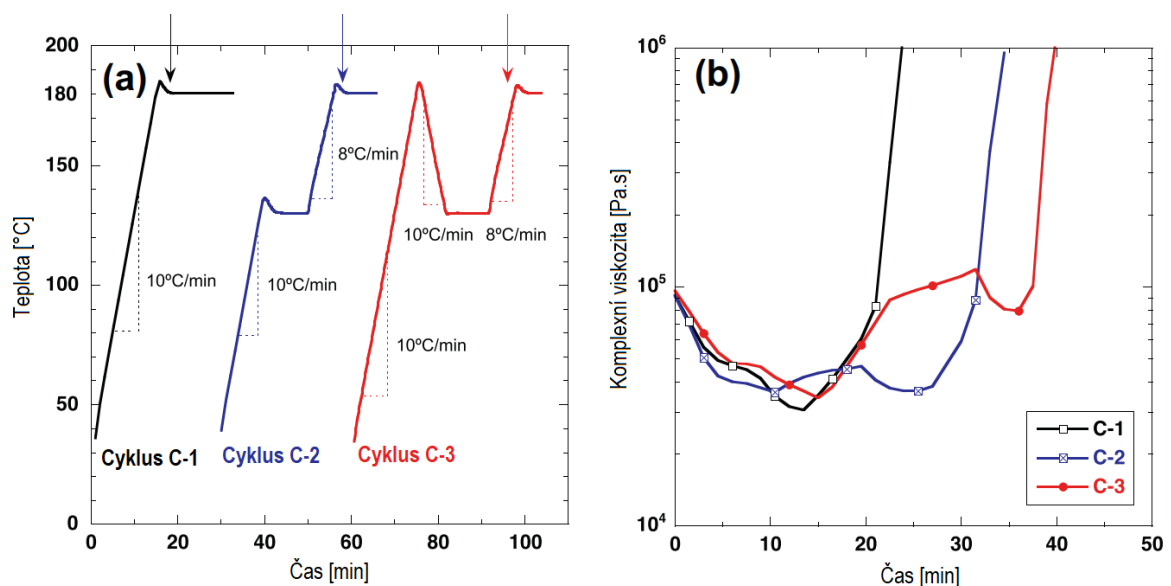 (a)
Teplota [°C]
200
180
150
100
50
0
10ºC/min
10ºC/min
8ºC/min
10ºC/min
10ºC/min
8ºC/min
Cyklus C-1
Cyklus C-2
Cyklus C-3
0
20
40
60
80
100
Čas [min]
(b)
Komplexní viskozita [Pa.s]
10⁶
10⁵
10⁴
C-1
C-2
C-3
0
10
20
30
40
50
Čas [min]